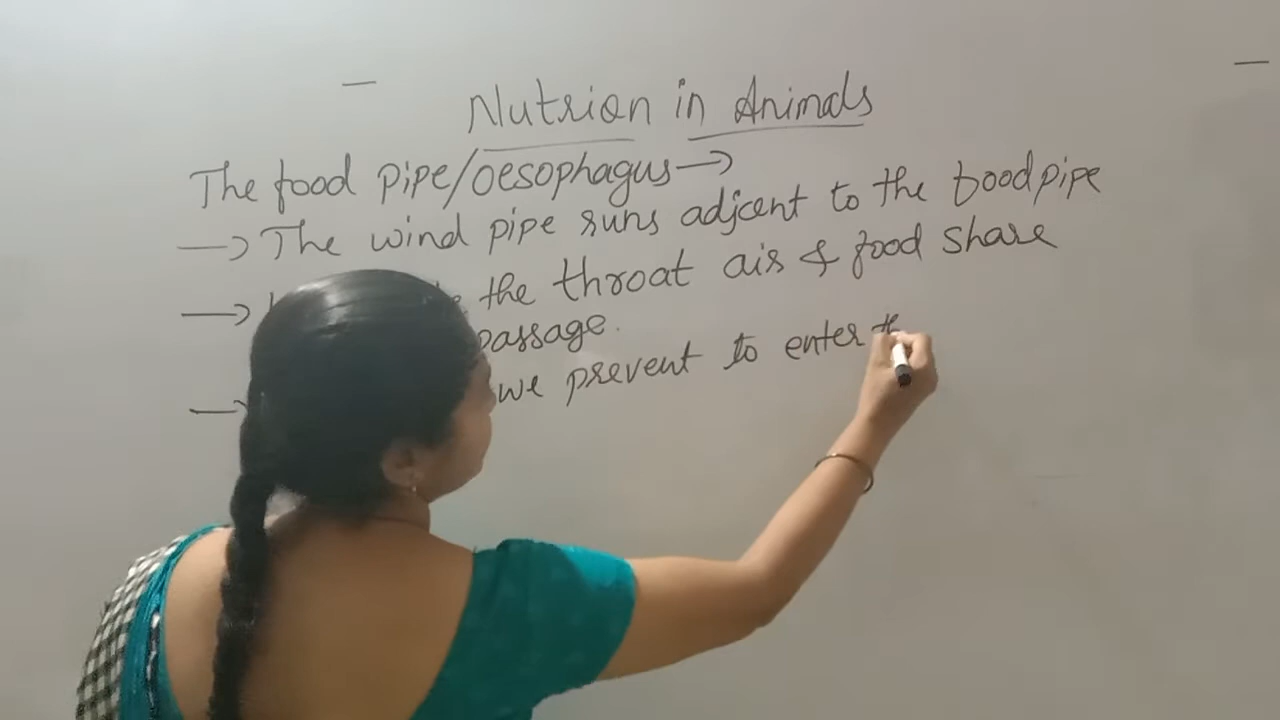 Nutrion in Animals
The food pipe/oesophagus →
→ The wind pipe runs adjcent to the foodpipe
→ the throat air & food share
passage.
→ we prevent to enter